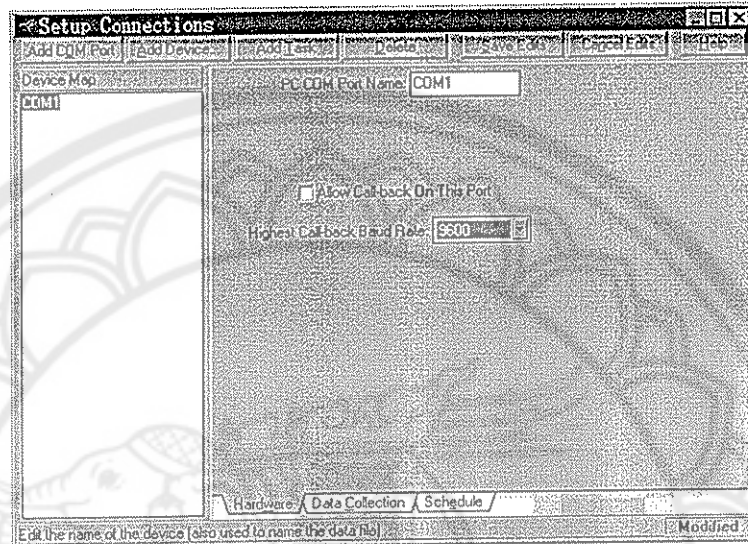 Setup Connections
Add COM Port Add Device Add Task Delete Save Edits Cancel Edits Help
Device Map
PC COM Port Name: COM1
COM1
Allow Call-back On This Port
Highest Call-back Baud Rate: 9600
Hardware Data Collection Schedule
Edit the name of the device (also used to name the data file) Modified